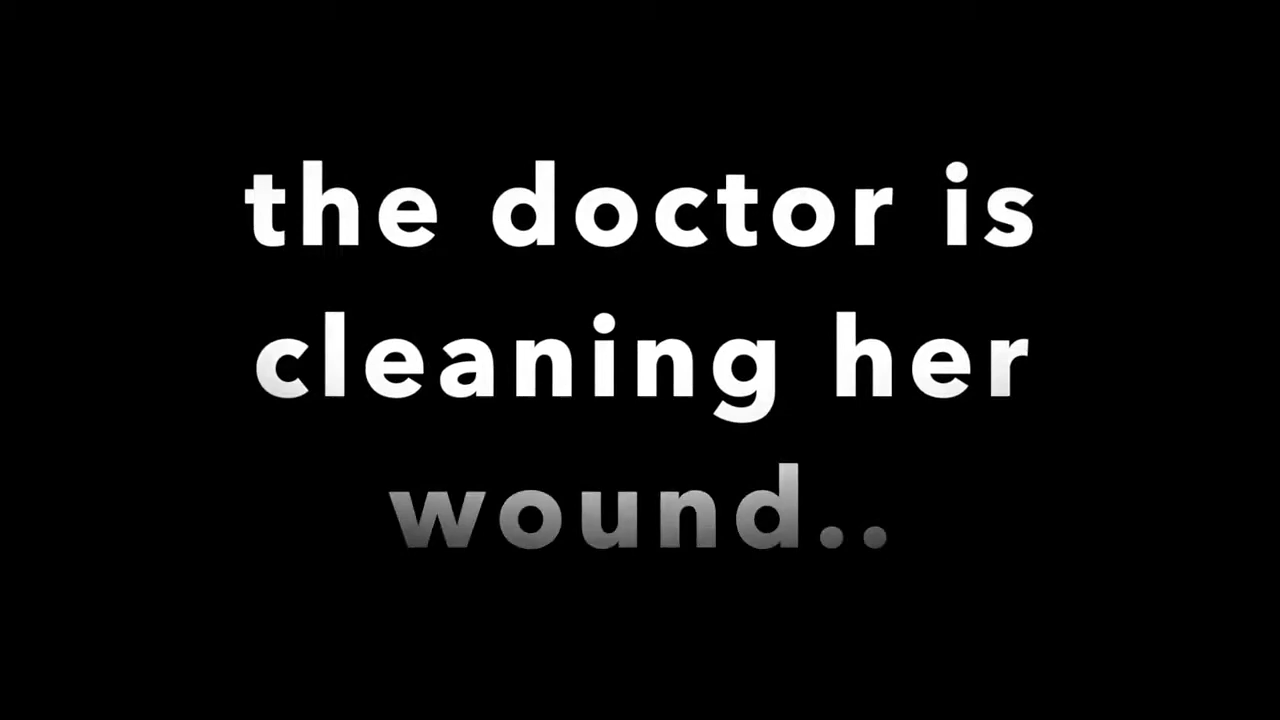 the doctor is
cleaning her
wound..